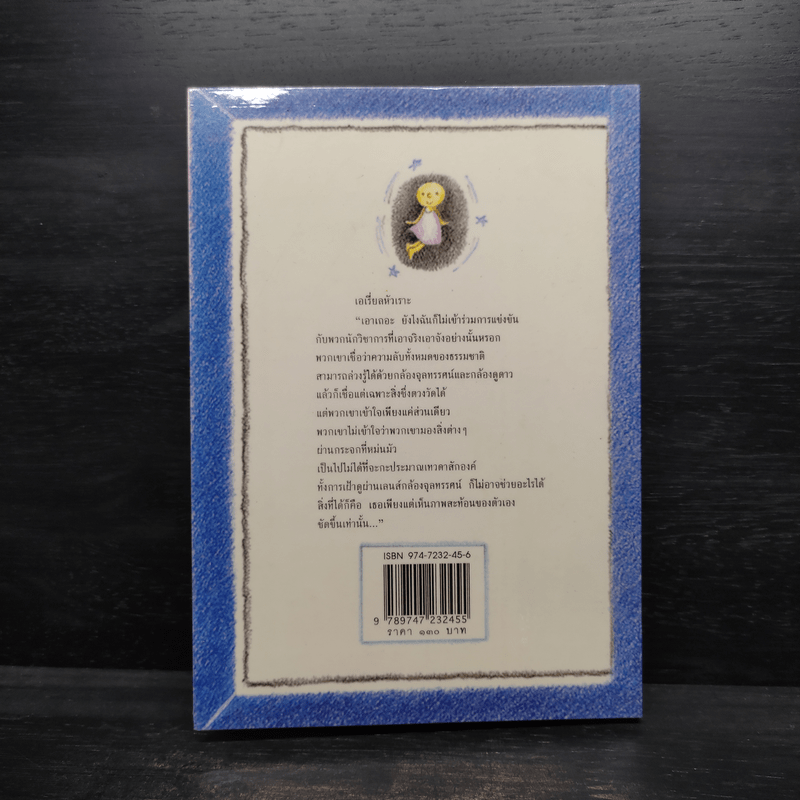 เอเรี่ยลหัวเราะ
“เอาเถอะ ยังไงฉันก็ไม่เข้าร่วมการแข่งขัน
กับพวกนักวิชาการที่เอาจริงเอาจังอย่างนั้นหรอก
พวกเขาเชื่อว่าความลับทั้งหมดของธรรมชาติ
สามารถล่วงรู้ได้ด้วยกล้องจุลทรรศน์และกล้องดูดาว
แล้วก็เชื่อแต่เฉพาะสิ่งซึ่งตวงวัดได้
แต่พวกเขาเข้าใจเพียงแค่ส่วนเดียว
พวกเขาไม่เข้าใจว่าพวกเขามองสิ่งต่างๆ
ผ่านกระจกที่หม่นมัว
เป็นไปไม่ได้ที่จะกะประมาณเทวดาสักองค์
ทั้งการเฝ้าดูผ่านเลนส์กล้องจุลทรรศน์ ก็ไม่อาจช่วยอะไรได้
สิ่งที่ได้ก็คือ เธอเพียงแต่เห็นภาพสะท้อนของตัวเอง
ชัดขึ้นเท่านั้น...”
ISBN 974-7232-45-6
9 789747 232455
ราคา ๑๓๐ บาท